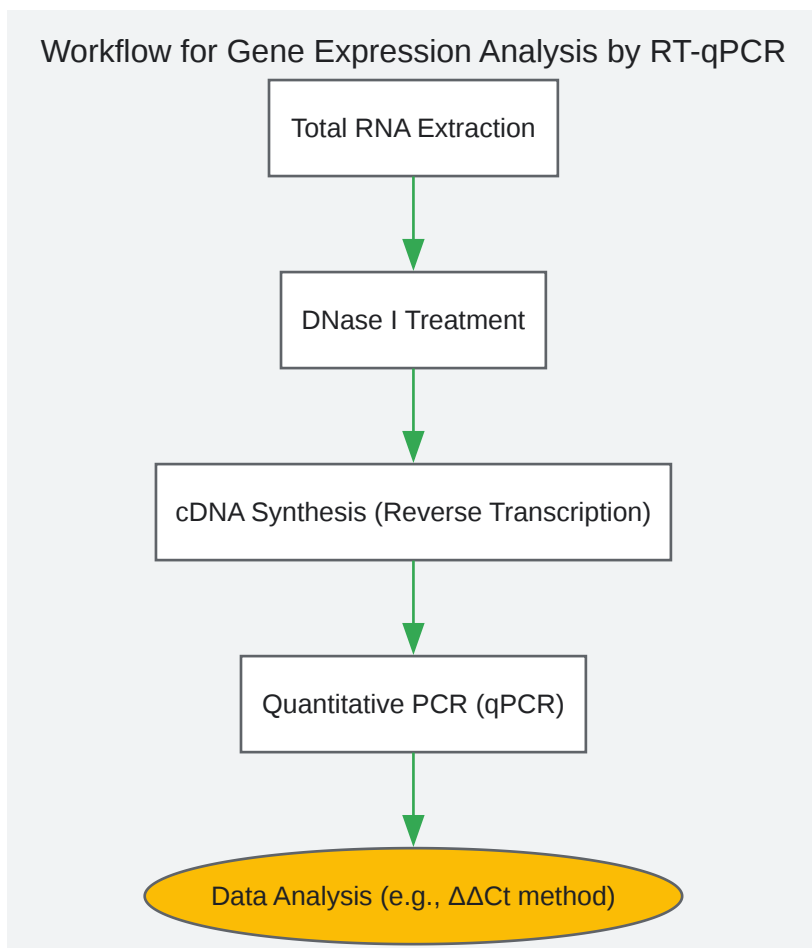 Workflow for Gene Expression Analysis by RT-qPCR
Total RNA Extraction
DNase I Treatment
cDNA Synthesis (Reverse Transcription)
Quantitative PCR (qPCR)
Data Analysis (e.g., ΔΔCt method)